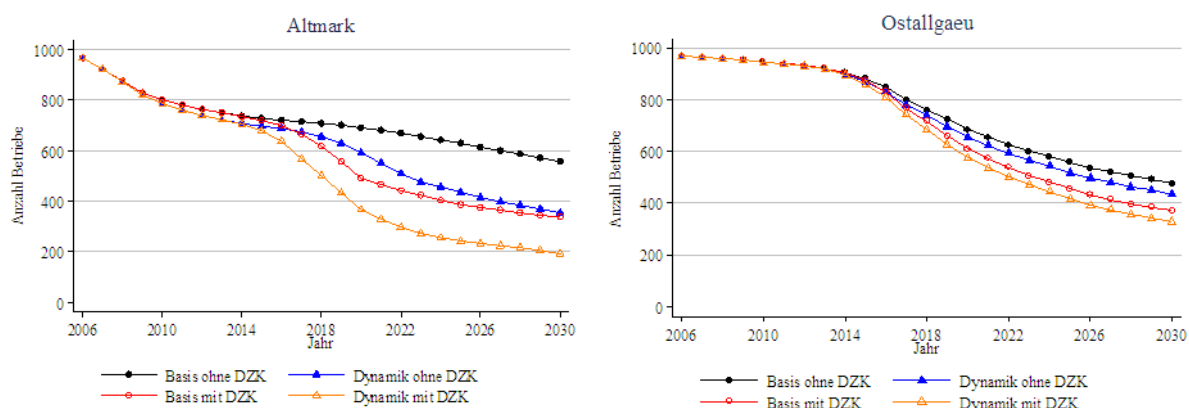 Altmark
Anzahl Betriebe
1000
800
600
400
200
0
2006 2010 2014 2018 2022 2026 2030
Jahr
Basis ohne DZK Dynamik ohne DZK
Basis mit DZK Dynamik mit DZK
Ostallgaeu
Anzahl Betriebe
1000
800
600
400
200
0
2006 2010 2014 2018 2022 2026 2030
Jahr
Basis ohne DZK Dynamik ohne DZK
Basis mit DZK Dynamik mit DZK